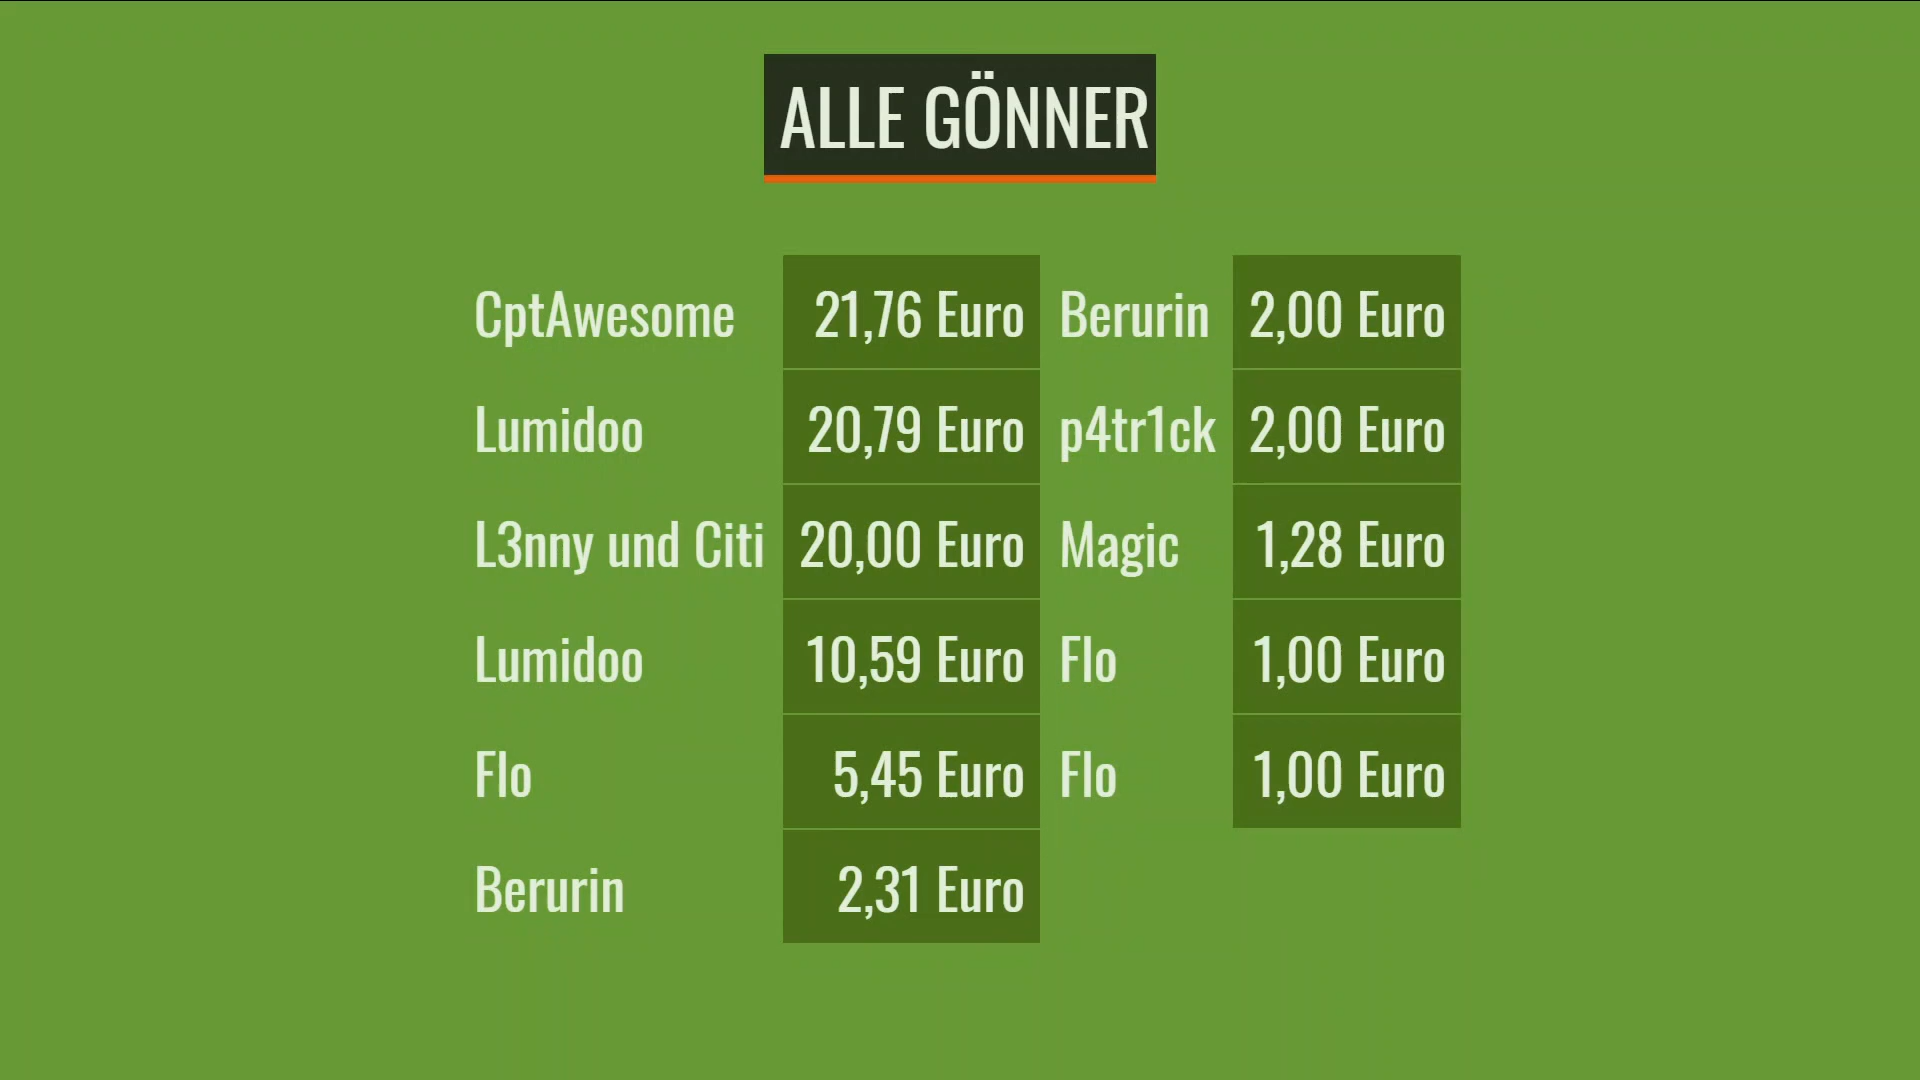 ALLE GÖNNER
CptAwesome 21,76 Euro Berurin 2,00 Euro
Lumidoo 20,79 Euro p4tr1ck 2,00 Euro
L3nny und Citi 20,00 Euro Magic 1,28 Euro
Lumidoo 10,59 Euro Flo 1,00 Euro
Flo 5,45 Euro Flo 1,00 Euro
Berurin 2,31 Euro